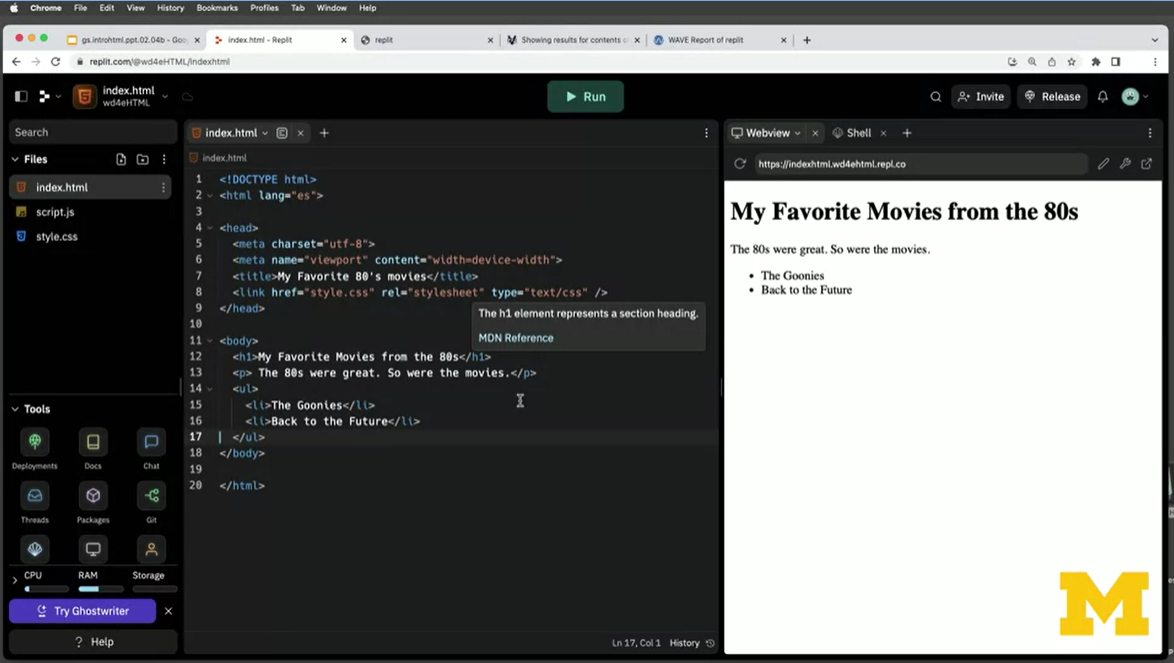 Chrome File Edit View History Bookmarks Profiles Tab Window Help
gs.introhtml.ppt.02.04b - Goo
index.html - Replit
replit
Showing results for contents o
WAVE Report of replit
replit.com/@wd4eHTML/indexhtml
index.html
wd4eHTML
Run
Invite
Release
Search
Files
index.html
script.js
style.css
Tools
Deployments Docs Chat
Threads Packages Git
CPU RAM Storage
Try Ghostwriter
? Help
index.html
index.html
1 <!DOCTYPE html>
2 <html lang="es">
3
4 <head>
5 <meta charset="utf-8">
6 <meta name="viewport" content="width=device-width">
7 <title>My Favorite 80's movies</title>
8 <link href="style.css" rel="stylesheet" type="text/css" />
9 </head>
10
11 <body>
12 <h1>My Favorite Movies from the 80s</h1>
13 <p> The 80s were great. So were the movies.</p>
14 <ul>
15 <li>The Goonies</li>
16 <li>Back to the Future</li>
17 </ul>
18 </body>
19
20 </html>
The h1 element represents a section heading.
MDN Reference
Ln 17, Col 1 History
Webview
Shell
https://indexhtml.wd4ehtml.repl.co
My Favorite Movies from the 80s
The 80s were great. So were the movies.
• The Goonies
• Back to the Future
M